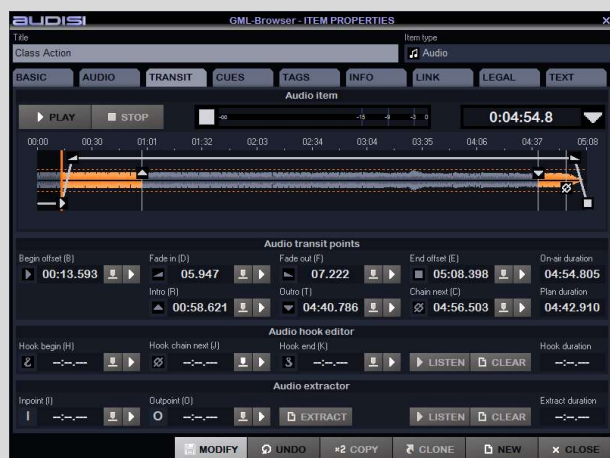 AUDISI
GML-Browser - ITEM PROPERTIES
Title
Item type
Class Action
Audio
BASIC AUDIO TRANSIT CUES TAGS INFO LINK LEGAL TEXT
Audio item
PLAY STOP -∞ -15 -9 -3 0 0:04:54.8
00:00 00:30 01:01 01:32 02:03 02:34 03:04 03:35 04:06 04:37 05:08
Audio transit points
Begin offset (B) Fade in (D) Fade out (F) End offset (E) On-air duration
00:13.593 05.947 07.222 05:08.398 04:54.805
Intro (R) Outro (T) Chain next (C) Plan duration
00:58.621 04:40.786 04:56.503 04:42.910
Audio hook editor
Hook begin (H) Hook chain next (J) Hook end (K) Hook duration
--:--.--- --:--.--- --:--.--- LISTEN CLEAR --:--.---
Audio extractor
Inpoint (I) Outpoint (O) Extract duration
I --:--.--- O --:--.--- EXTRACT LISTEN CLEAR --:--.---
MODIFY UNDO ×2 COPY CLONE NEW × CLOSE